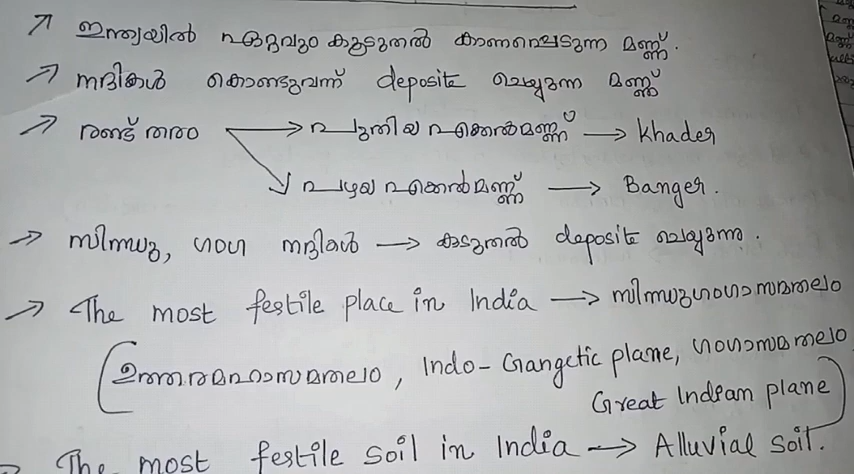 → ഇന്ത്യയിൽ ഏറ്റവും കൂടുതൽ കാണപ്പെടുന്ന മണ്ണ്.
→ നദികൾ കൊണ്ടുവന്ന് deposite ചെയ്യുന്ന മണ്ണ്
→ രണ്ട് തരം → പുതിയ എക്കൽമണ്ണ് → Khader
→ പഴയ എക്കൽമണ്ണ് → Banger.
→ സിന്ധു, ഗംഗ നദികൾ → കൂടുതൽ deposite ചെയ്യുന്നു.
→ The most festile place in India → സിന്ധുഗംഗാസമതലം
(ഉത്തരമഹാസമതലം, Indo-Gangetic plane, ഗംഗാസമതലം
Great Indian plane)
→ The most festile soil in India → Alluvial soil.